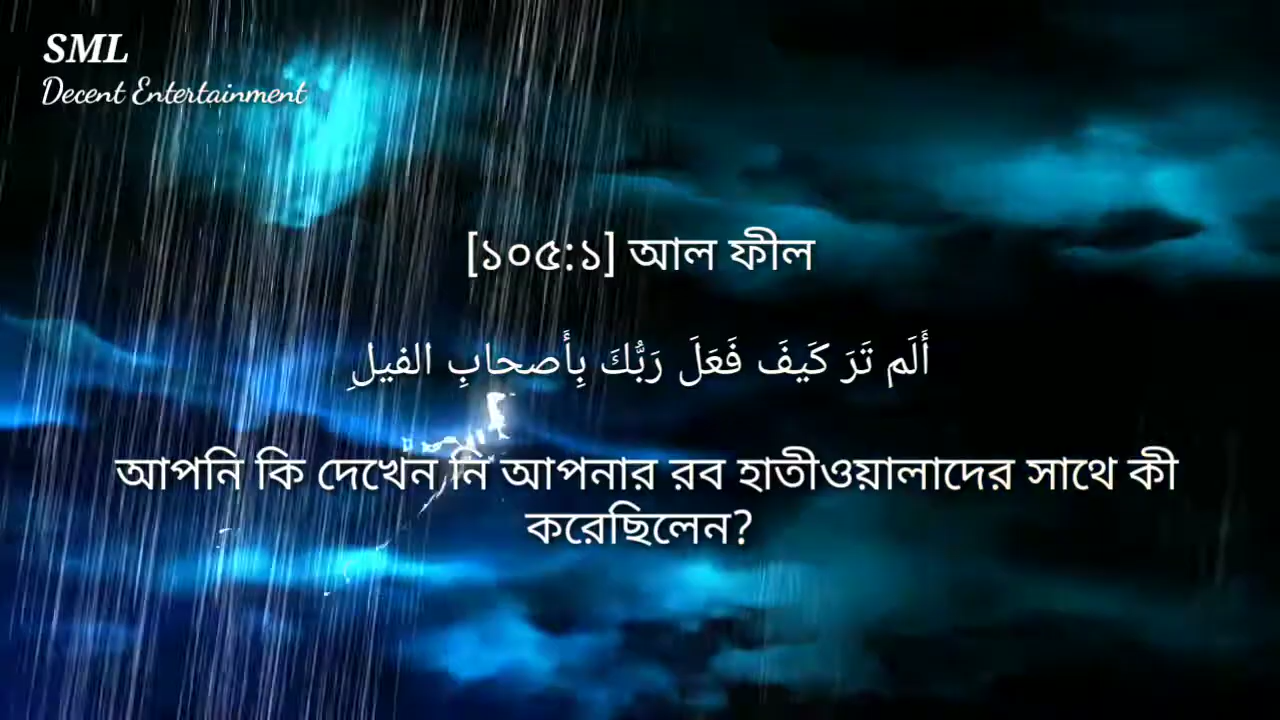 SML
Decent Entertainment
[১০৫:১] আল ফীল
أَلَم تَرَ كَيفَ فَعَلَ رَبُّكَ بِأَصحابِ الفيلِ
আপনি কি দেখেন নি আপনার রব হাতীওয়ালাদের সাথে কী
করেছিলেন?